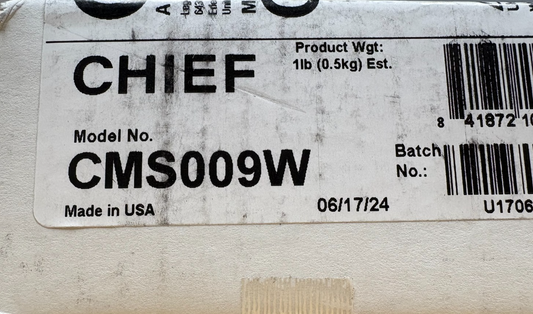 CHIEF
Product Wgt:
1lb (0.5kg) Est.
8 41872 10
Model No.
CMS009W
Batch
No.:
Made in USA
06/17/24
U1706